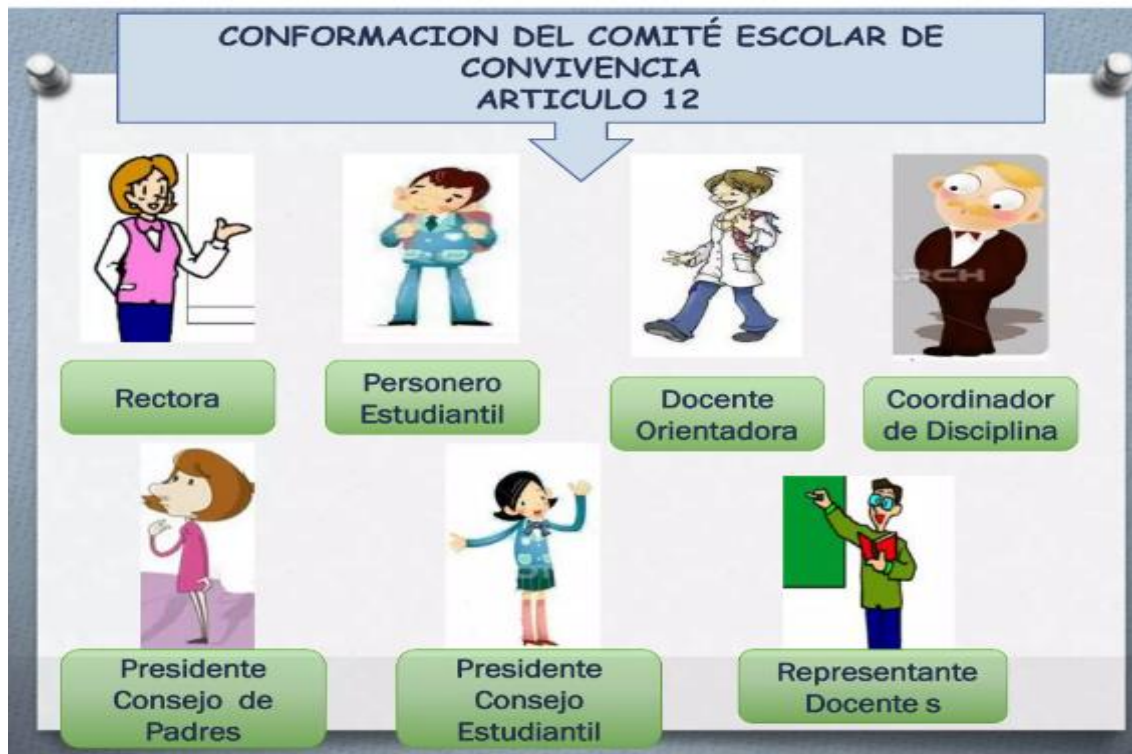 CONFORMACION DEL COMITÉ ESCOLAR DE
CONVIVENCIA
ARTICULO 12
ARCH
Rectora
Personero
Estudiantil
Docente
Orientadora
Coordinador
de Disciplina
Presidente
Consejo de
Padres
Presidente
Consejo
Estudiantil
Representante
Docente s